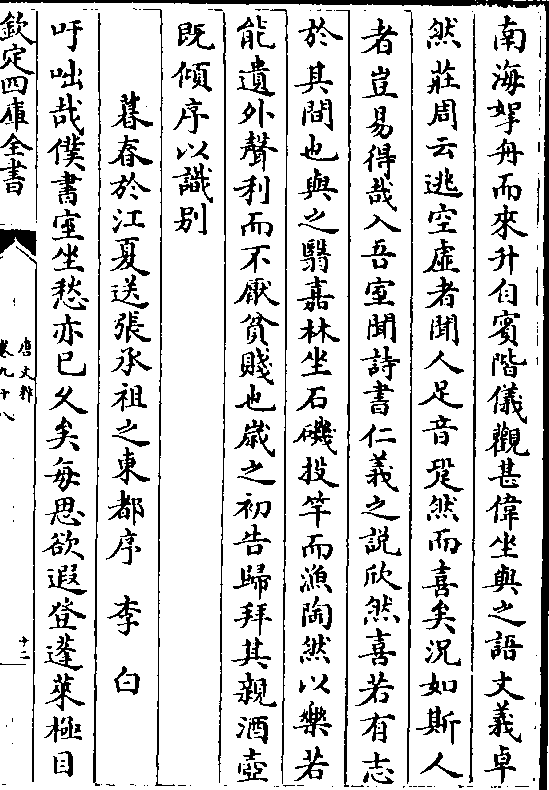 南海挐舟而來升自賔階儀觀甚偉坐與之語文義卓
然莊周云逃空虛者聞人足音跫然而喜矣況如斯人
者豈易得哉入吾室聞詩書仁義之說欣然喜若有志
於其間也與之翳嘉林坐石磯投竿而漁陶然以樂若
能遺外聲利而不厭貧賤也嵗之初告歸拜其親酒壺
既傾序以識别
暮春於江夏送張承祖之東都序 李白
吁咄哉僕書室坐愁亦已久矣每思欲遐登蓬萊極目
欽定四庫全書
唐文粹
卷九十八
十二